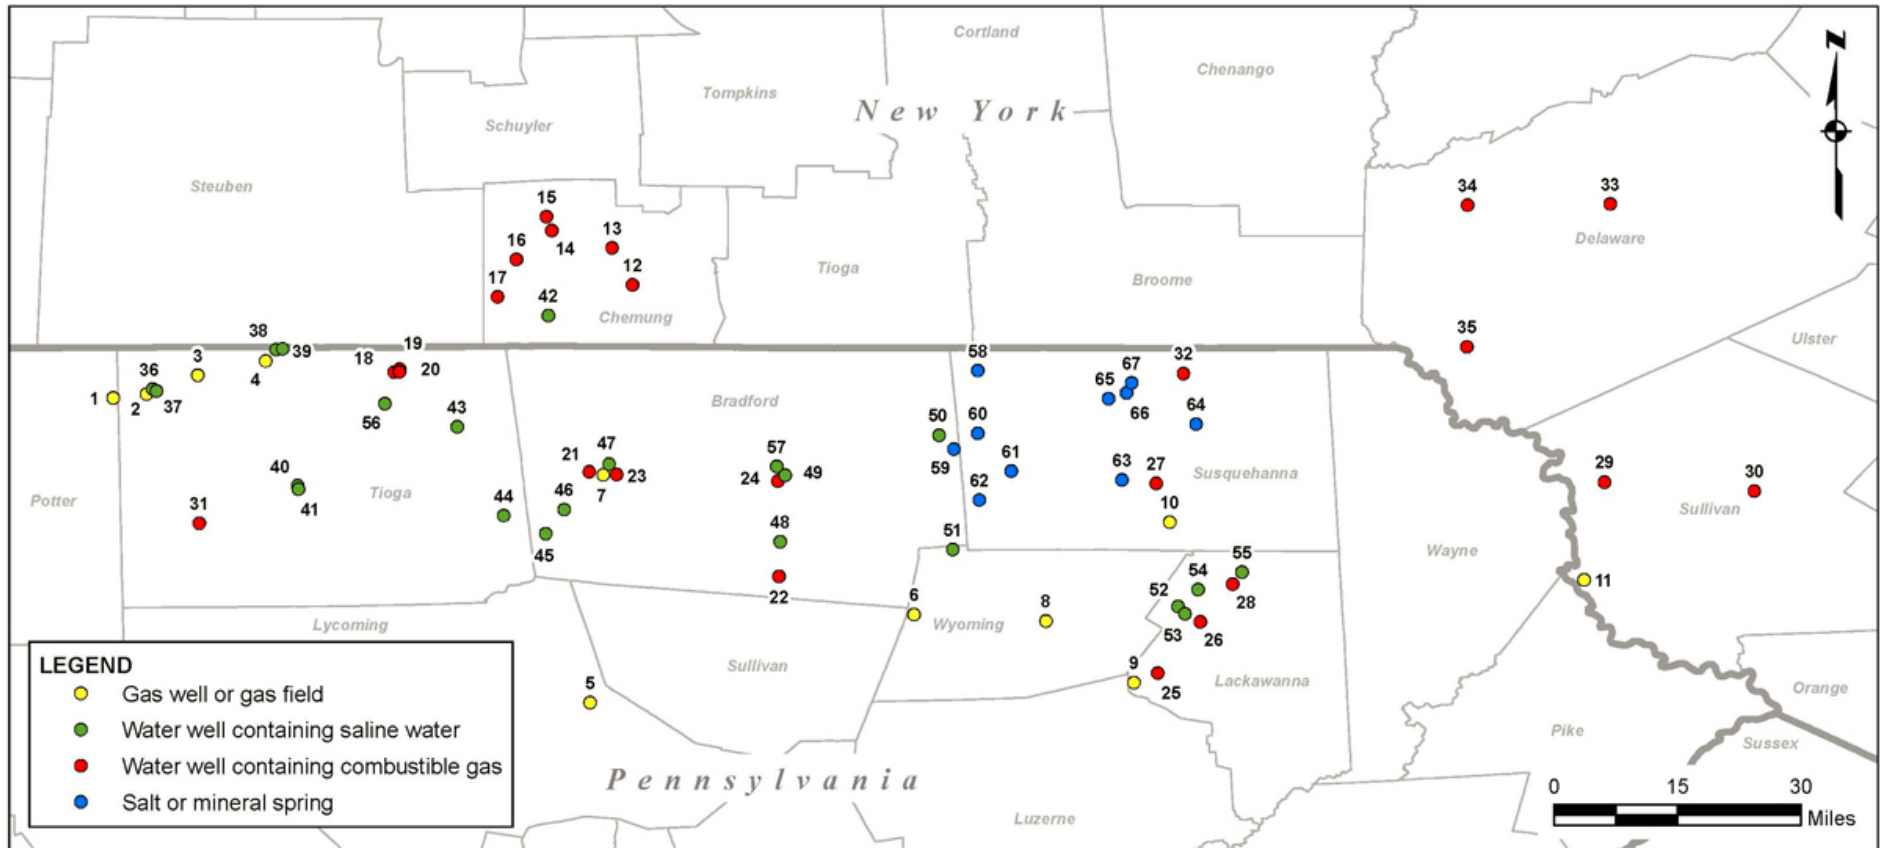 Cortland
Chenango
N
Tompkins
New York
Schuyler
Steuben
15
34
33
16
14
13
Delaware
17
12
Tioga
Broome
42
Chemung
38
39
19
35
Ulster
3
18
20
58
32
36
4
67
65
1
2
37
56
43
Bradford
50
60
66
64
40
21
47
57
59
61
63
27
Susquehanna
29
30
Potter
Tioga
23
24
49
62
10
Sullivan
31
41
44
46
7
48
51
45
Wayne
55
54
11
6
8
52
22
28
Lycoming
Wyoming
53
26
LEGEND
Gas well or gas field
Water well containing saline water
Water well containing combustible gas
Salt or mineral spring
Sullivan
9
5
25
Lackawanna
Orange
Pike
Sussex
Pennsylvania
0 15 30
Miles
Luzerne